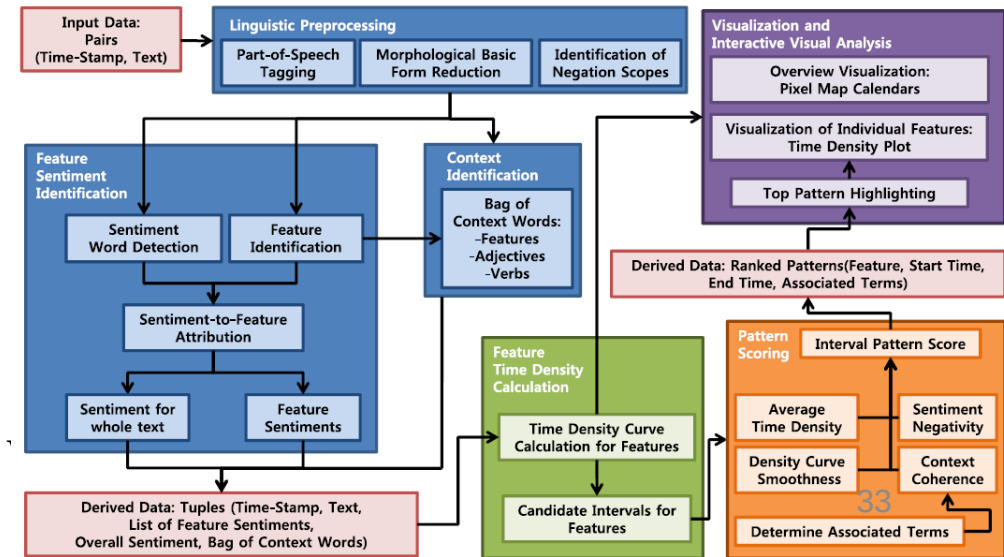 Input Data:
Pairs
(Time-Stamp, Text)
Linguistic Preprocessing
Part-of-Speech
Tagging
Morphological Basic
Form Reduction
Identification of
Negation Scopes
Visualization and
Interactive Visual Analysis
Overview Visualization:
Pixel Map Calendars
Visualization of Individual Features:
Time Density Plot
Top Pattern Highlighting
Feature
Sentiment
Identification
Sentiment
Word Detection
Feature
Identification
Sentiment-to-Feature
Attribution
Sentiment for
whole text
Feature
Sentiments
Context
Identification
Bag of
Context Words:
-Features
-Adjectives
-Verbs
Derived Data: Ranked Patterns(Feature, Start Time,
End Time, Associated Terms)
Feature
Time Density
Calculation
Time Density Curve
Calculation for Features
Candidate Intervals for
Features
Pattern
Scoring
Interval Pattern Score
Average
Time Density
Sentiment
Negativity
Density Curve
Smoothness
Context
Coherence
33
Determine Associated Terms
Derived Data: Tuples (Time-Stamp, Text,
List of Feature Sentiments,
Overall Sentiment, Bag of Context Words)